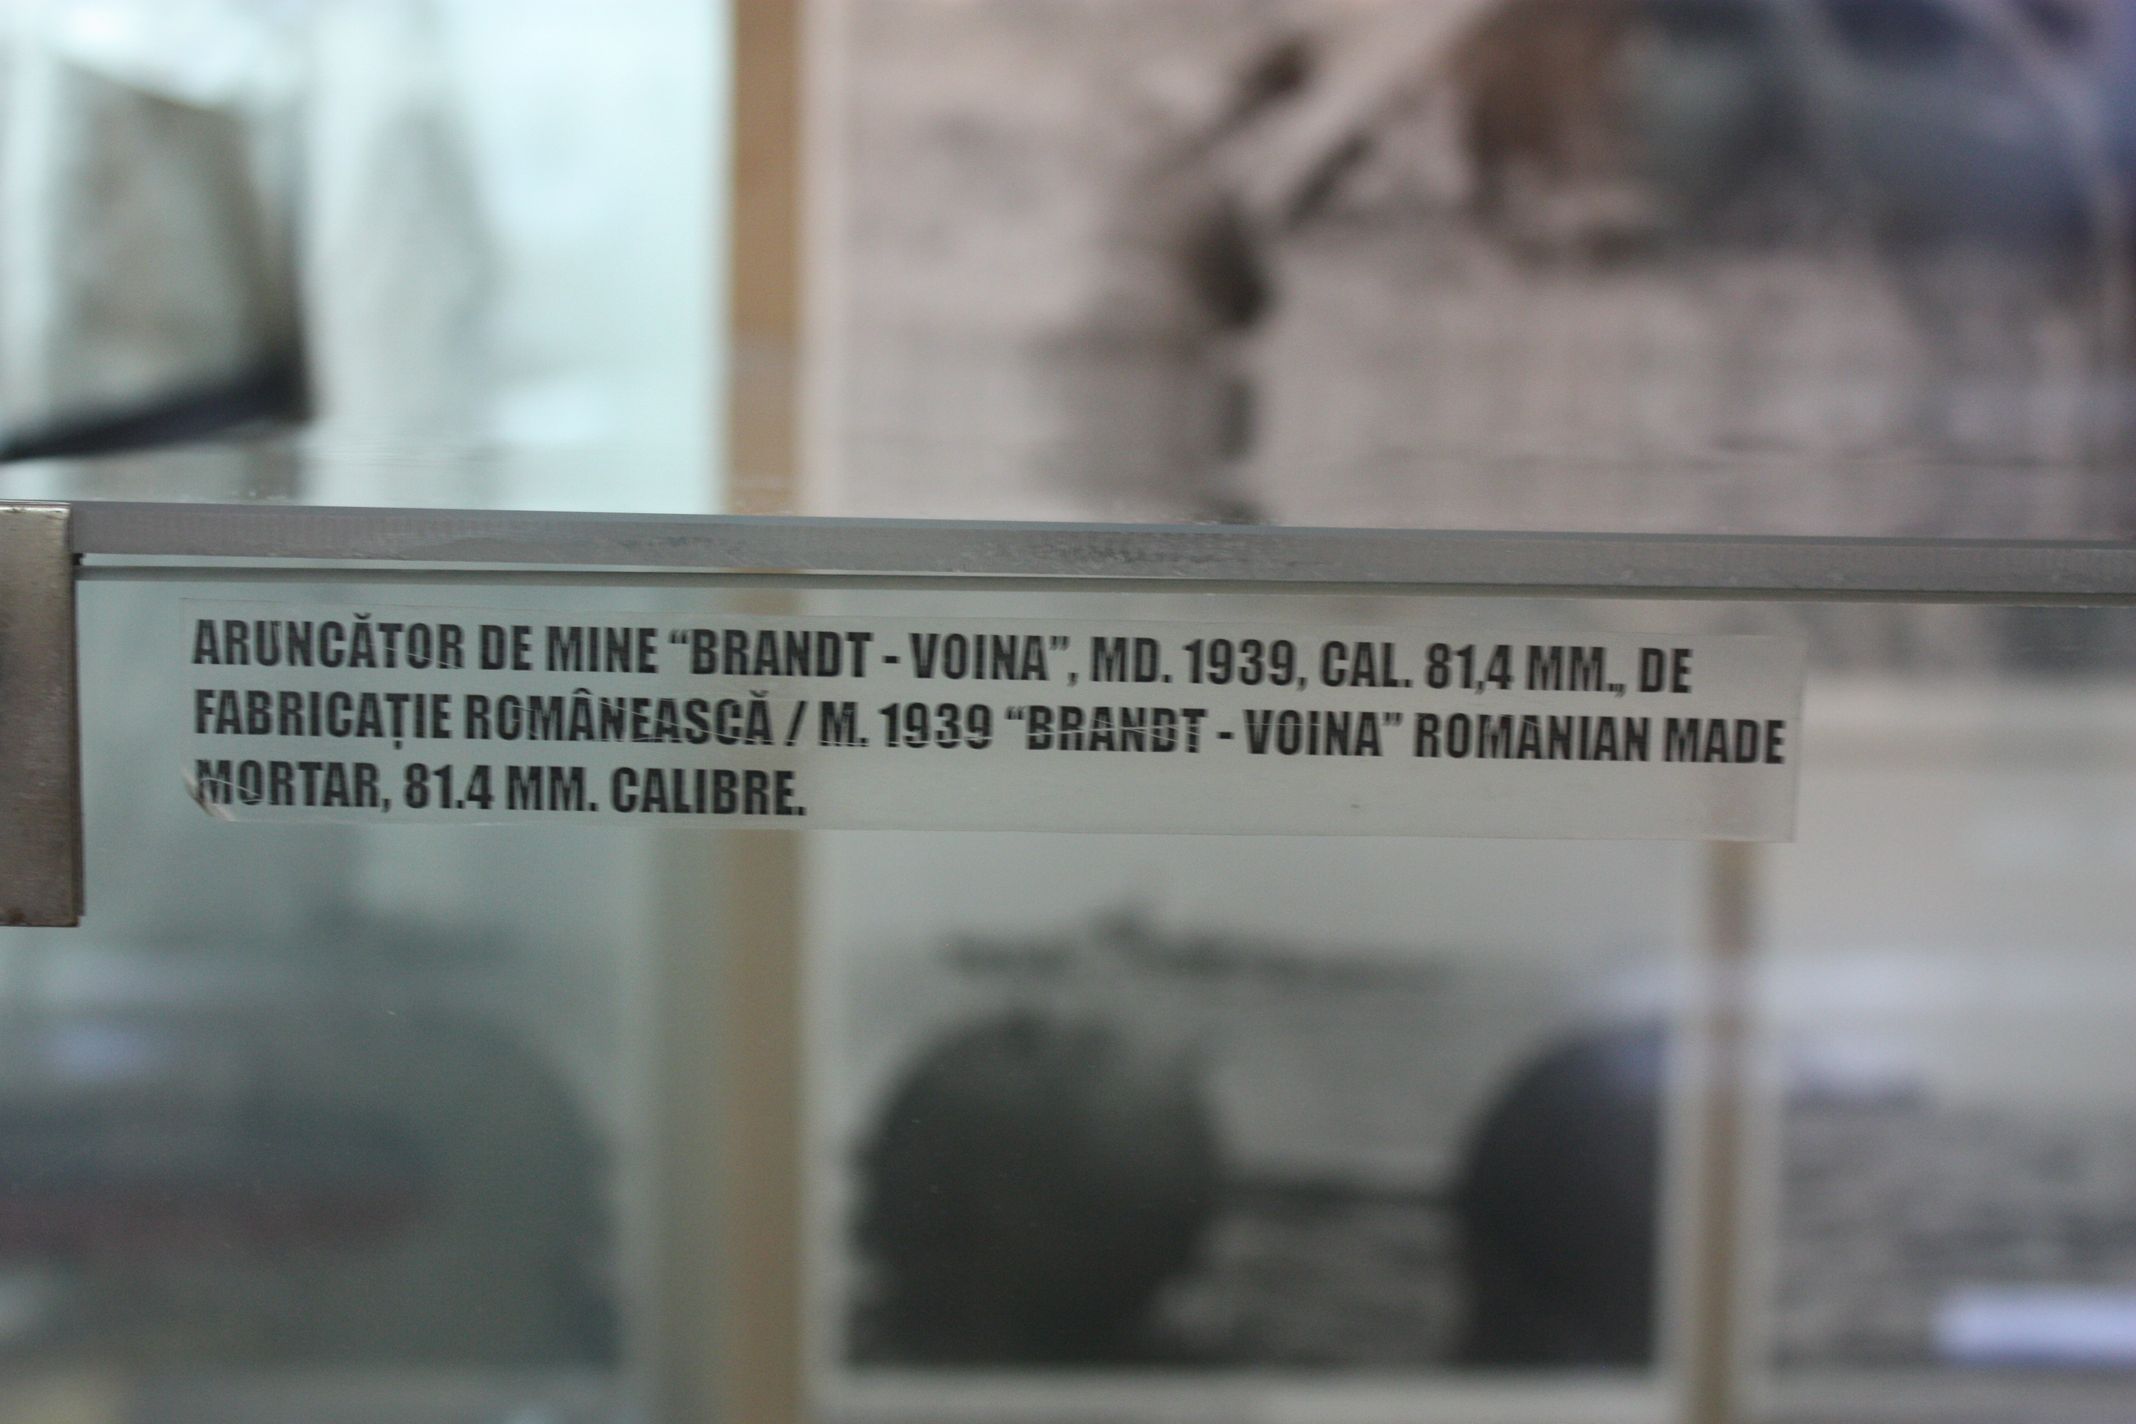 ARUNCĂTOR DE MINE “BRANDT - VOINA”, MD. 1939, CAL. 81,4 MM., DE
FABRICAȚIE ROMÂNEASCĂ / M. 1939 “BRANDT - VOINA” ROMANIAN MADE
MORTAR, 81.4 MM. CALIBRE.